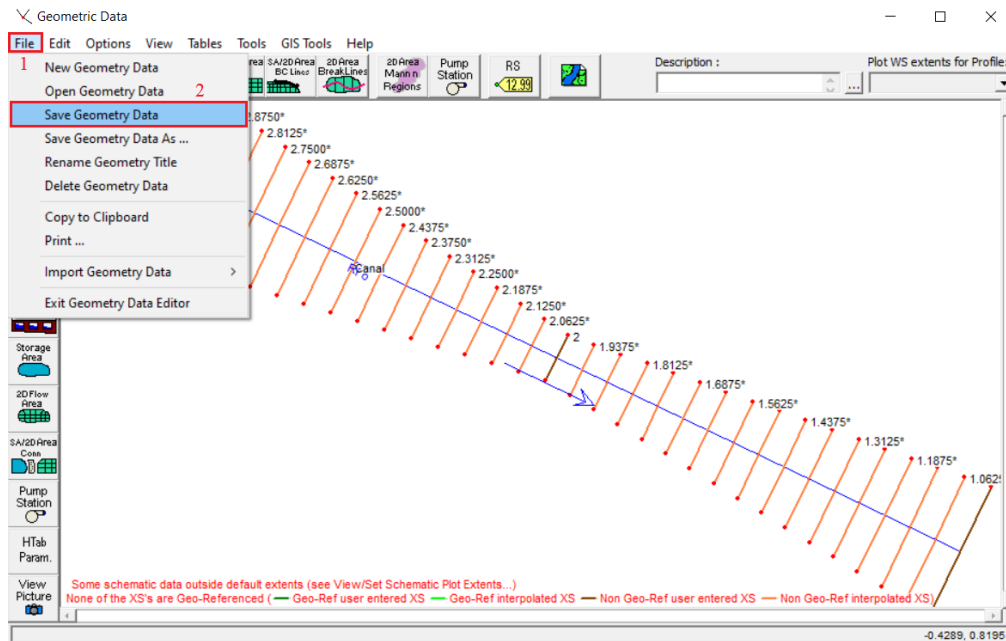 Geometric Data
File Edit Options View Tables Tools GIS Tools Help
1
2
New Geometry Data
Open Geometry Data
Save Geometry Data
Save Geometry Data As ...
Rename Geometry Title
Delete Geometry Data
Copy to Clipboard
Print ...
Import Geometry Data
Exit Geometry Data Editor
SA/2D Area
BC Lines
2D Area
BreakLines
2D Area
Mann n
Regions
Pump
Station
RS
12.99
Description :
...
Plot WS extents for Profile:
Storage
Area
2D Flow
Area
SA/2D Area
Conn
Pump
Station
HTab
Param.
View
Picture
2.8125*
2.7500*
2.6875*
2.6250*
2.5625*
2.5000*
2.4375*
2.3750*
2.3125*
2.2500*
2.1875*
2.1250*
2.0625*
2
1.9375*
1.8125*
1.6875*
1.5625*
1.4375*
1.3125*
1.1875*
Canal
Some schematic data outside default extents (see View/Set Schematic Plot Extents...)
None of the XS's are Geo-Referenced ( Geo-Ref user entered XS Geo-Ref interpolated XS Non Geo-Ref user entered XS Non Geo-Ref interpolated XS)
-0.4289, 0.8195